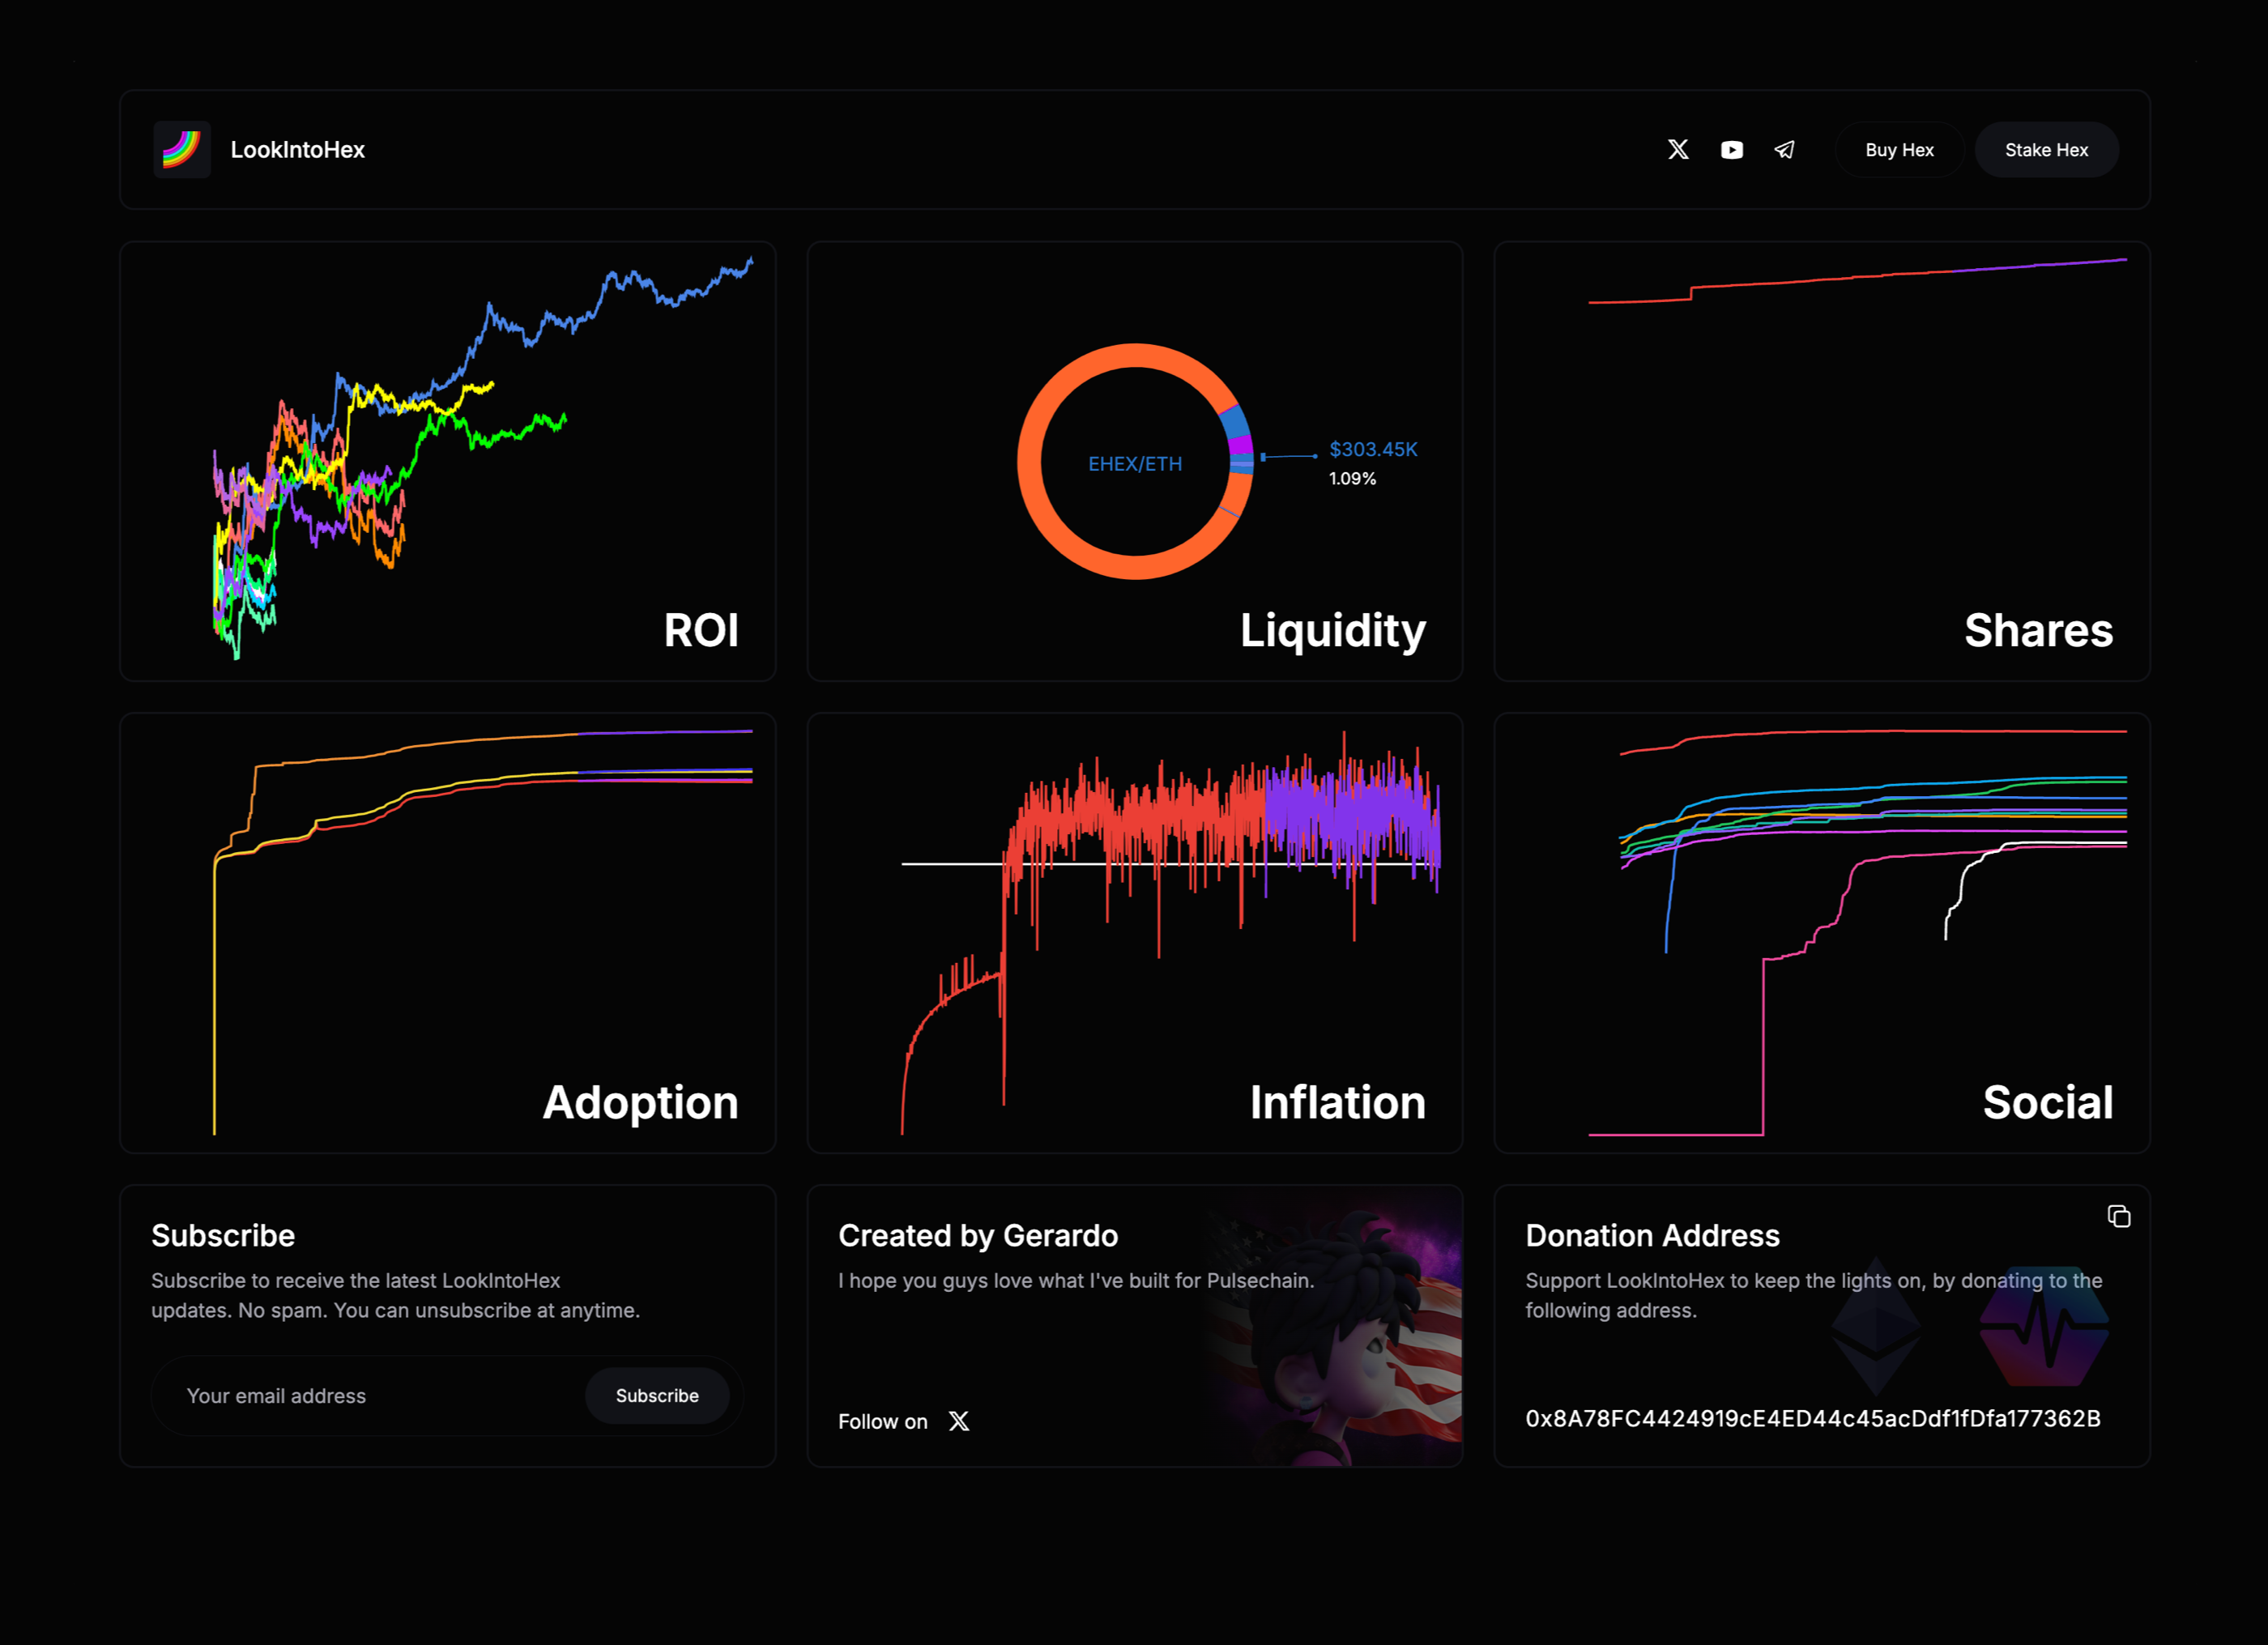 LookIntoHex
Buy Hex
Stake Hex
ROI
EHEX/ETH
$303.45K
1.09%
Liquidity
Shares
Adoption
Inflation
Social
Subscribe
Subscribe to receive the latest LookIntoHex
updates. No spam. You can unsubscribe at anytime.
Your email address
Subscribe
Created by Gerardo
I hope you guys love what I've built for Pulsechain.
Follow on
Donation Address
Support LookIntoHex to keep the lights on, by donating to the
following address.
0x8A78FC4424919cE4ED44c45acDdf1fDfa177362B